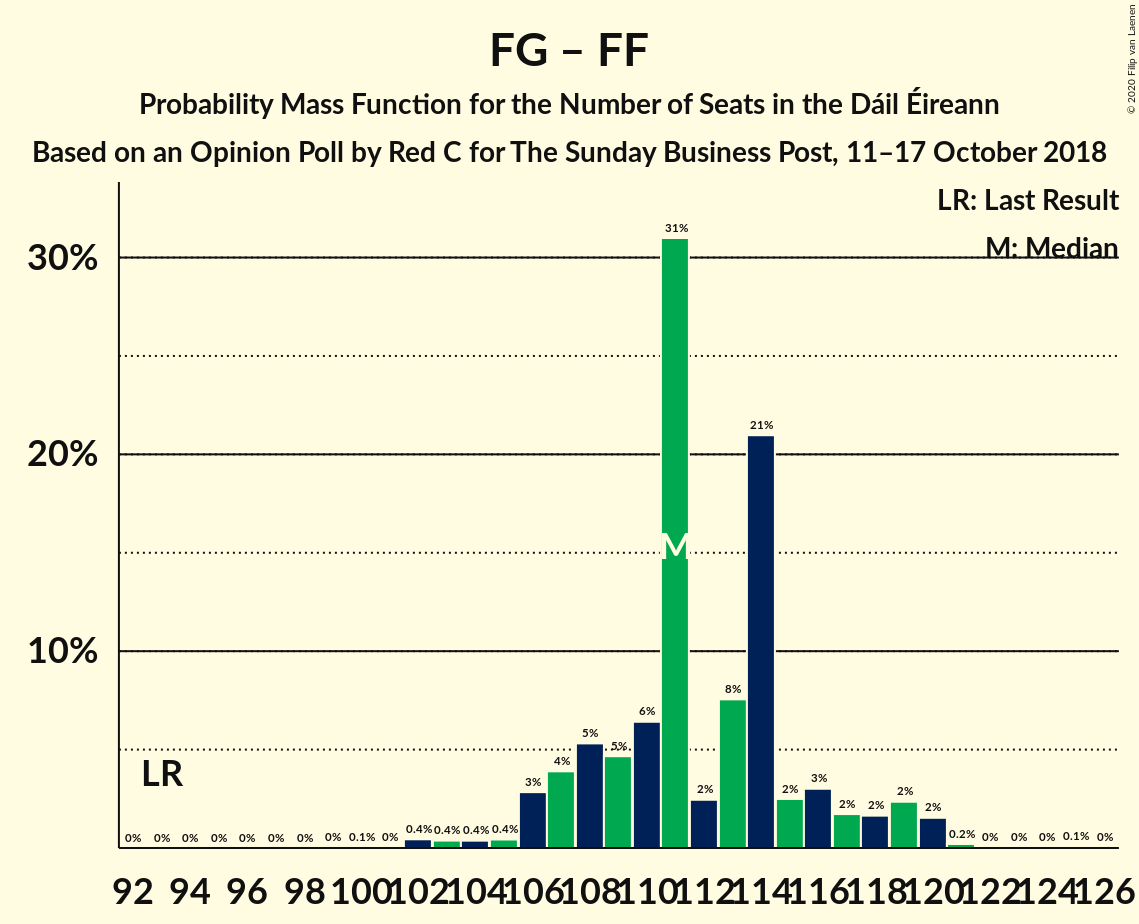 FG – FF
Probability Mass Function for the Number of Seats in the Dáil Éireann
Based on an Opinion Poll by Red C for The Sunday Business Post, 11–17 October 2018
© 2020 Filip van Laenen
LR: Last Result
M: Median
30%
20%
10%
31%
21%
M
8%
6%
5%
5%
4%
3%
2%
2%
3%
2%
2%
2%
2%
LR
0% 0% 0% 0% 0% 0% 0% 0% 0.1% 0% 0.4% 0.4% 0.4% 0.4% 0.2% 0% 0% 0% 0.1% 0%
92 94 96 98 100 102 104 106 108 110 112 114 116 118 120 122 124 126